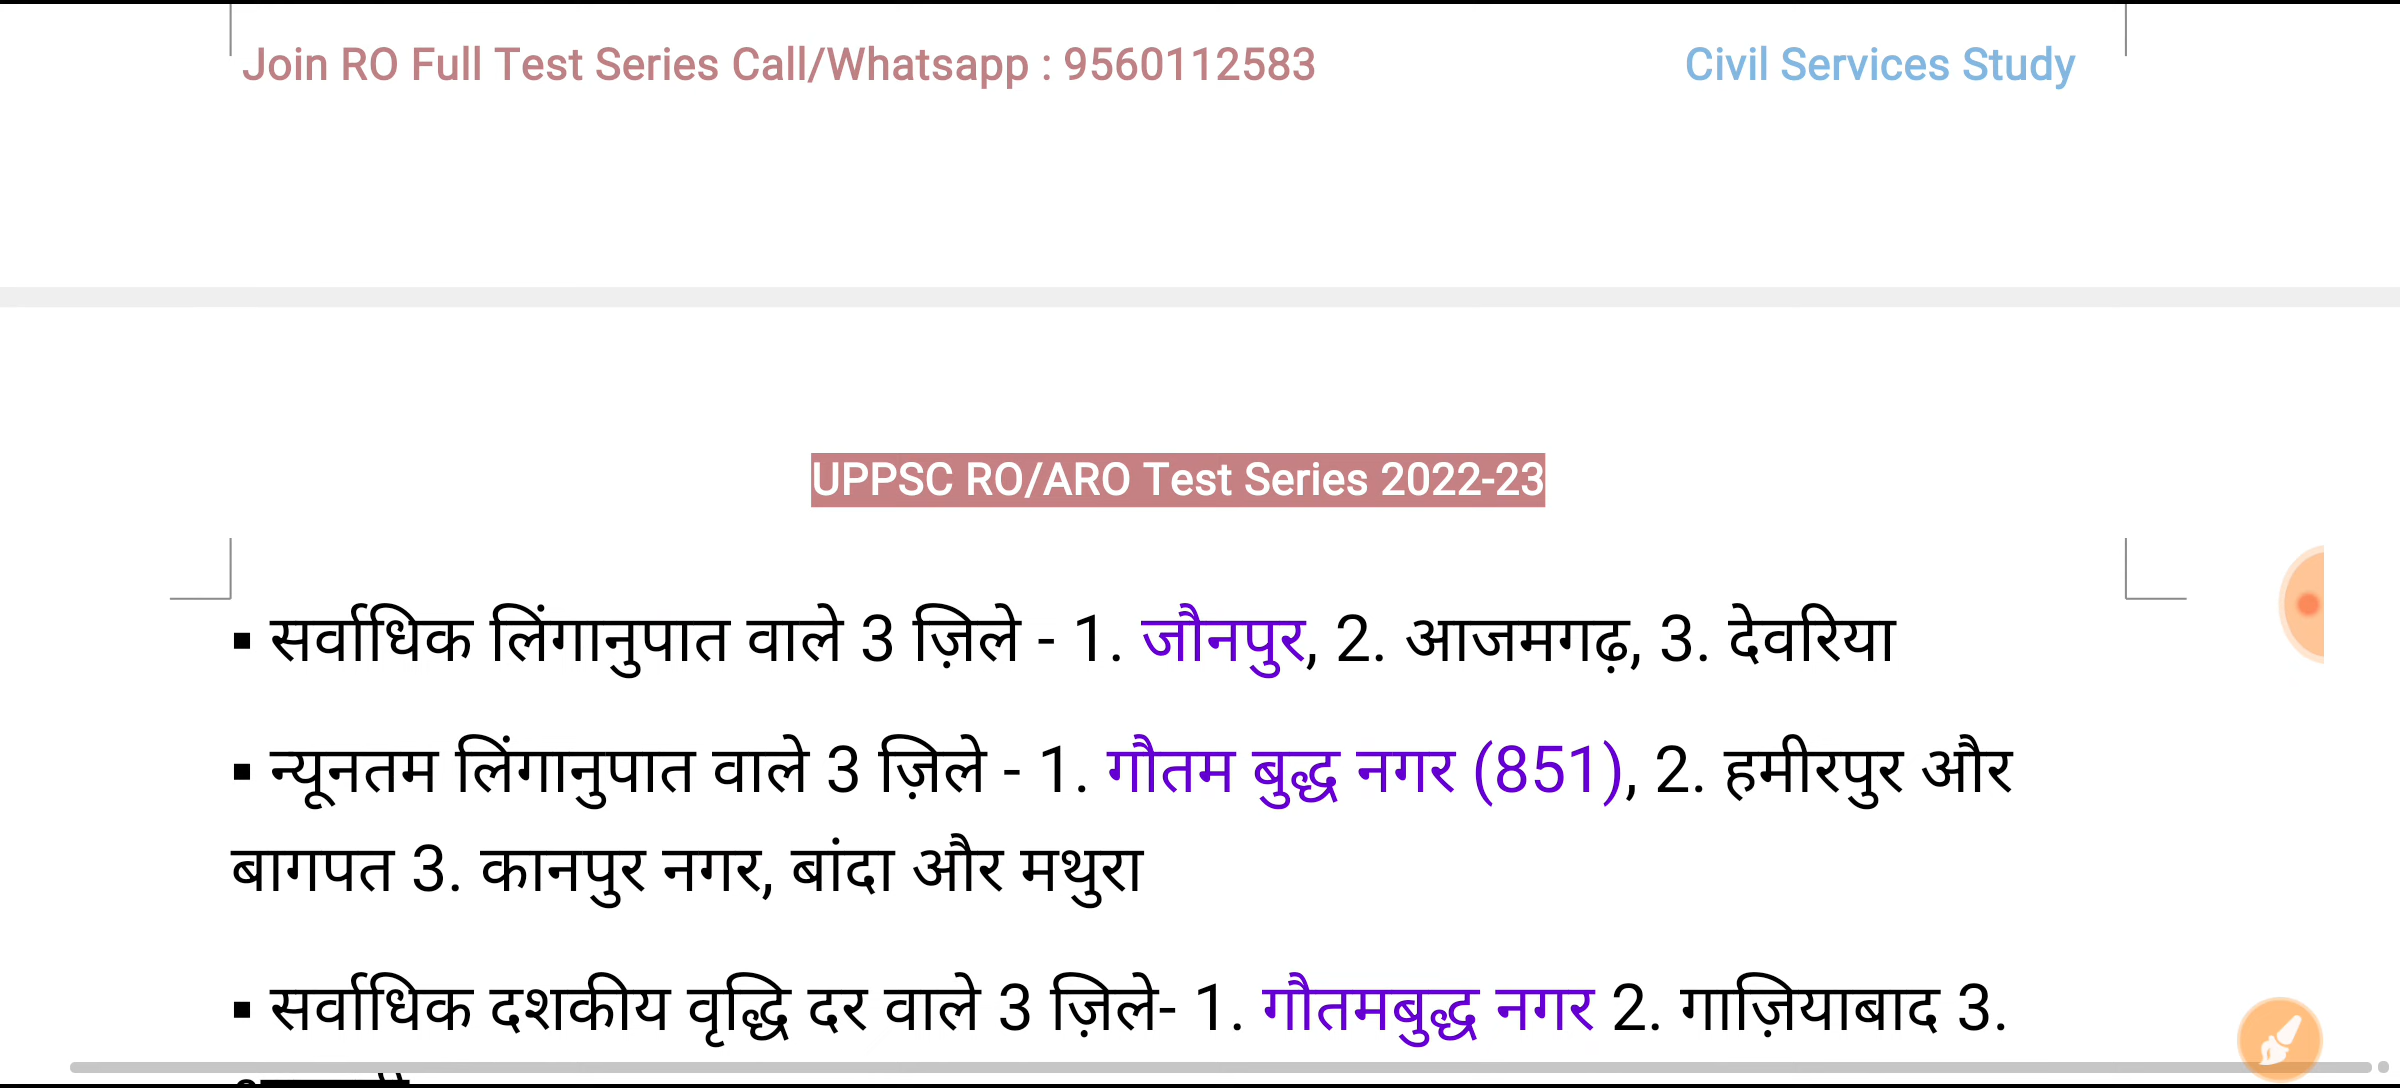 Join RO Full Test Series Call/Whatsapp : 9560112583 Civil Services Study
UPPSC RO/ARO Test Series 2022-23
▪ सर्वाधिक लिंगानुपात वाले 3 ज़िले - 1. जौनपुर, 2. आजमगढ़, 3. देवरिया
▪ न्यूनतम लिंगानुपात वाले 3 ज़िले - 1. गौतम बुद्ध नगर (851), 2. हमीरपुर और
बागपत 3. कानपुर नगर, बांदा और मथुरा
▪ सर्वाधिक दशकीय वृद्धि दर वाले 3 ज़िले- 1. गौतमबुद्ध नगर 2. गाज़ियाबाद 3.